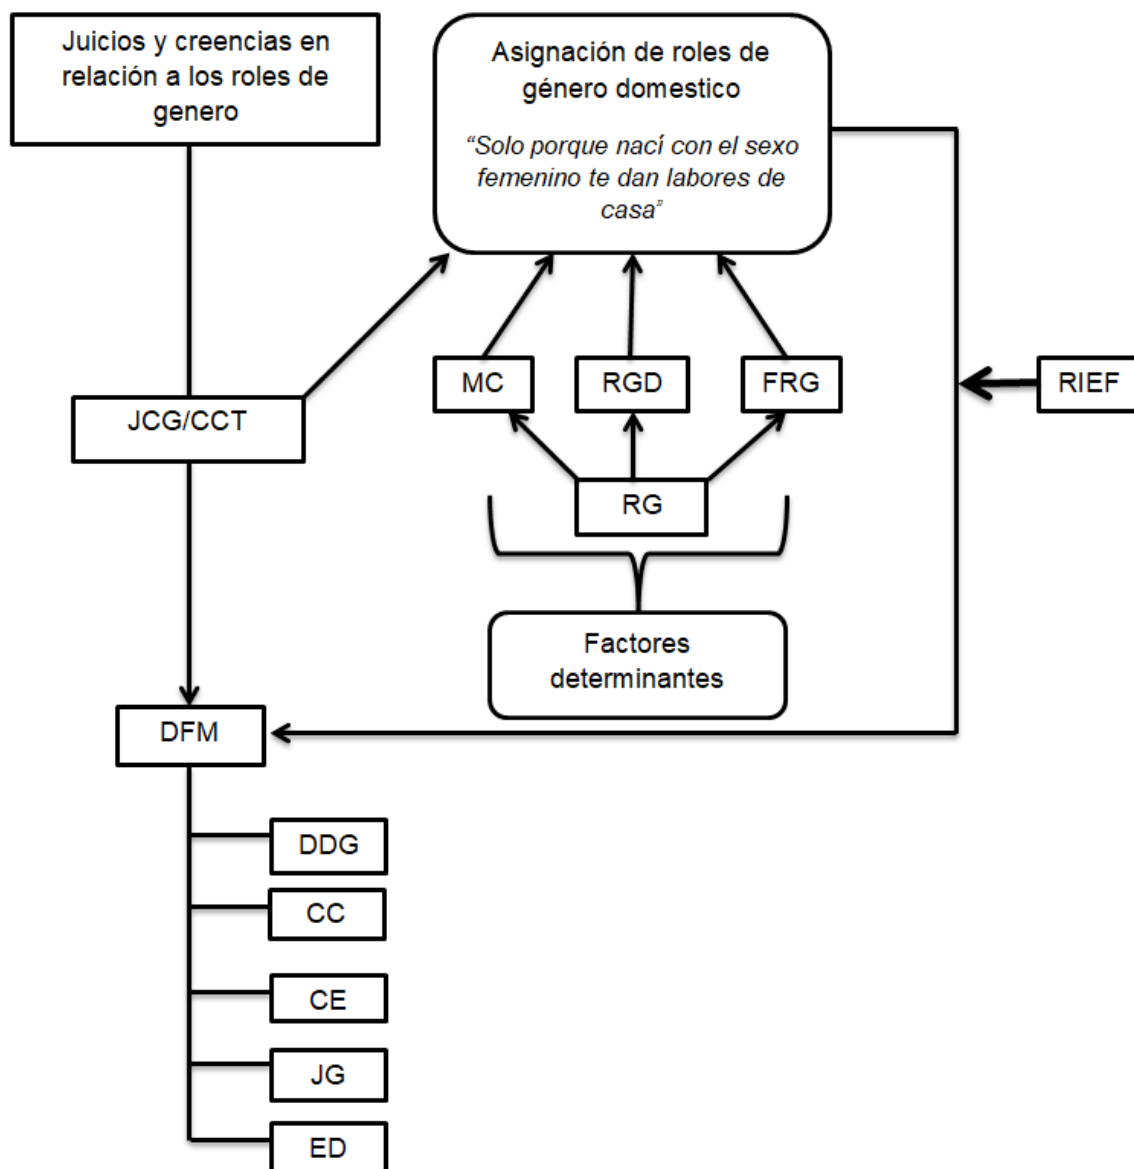 Juicios y creencias en
relación a los roles de
genero
Asignación de roles de
género domestico
“Solo porque nací con el sexo
femenino te dan labores de
casa”
MC
RGD
FRG
RIEF
JCG/CCT
RG
Factores
determinantes
DFM
DDG
CC
CE
JG
ED